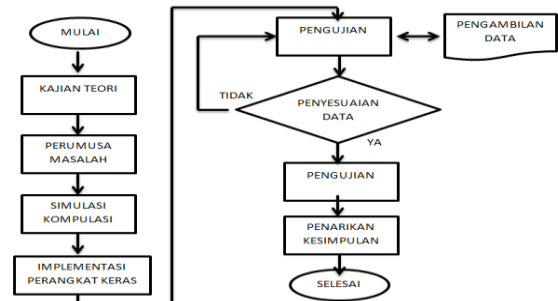 MULAI
KAJIAN TEORI
PERUMUSA
MASALAH
SIMULASI
KOMPULASI
IMPLEMENTASI
PERANGKAT KERAS
PENGUJIAN
PENGAMBILAN
DATA
TIDAK
PENYESUAIAN
DATA
YA
PENGUJIAN
PENARIKAN
KESIMPULAN
SELESAI